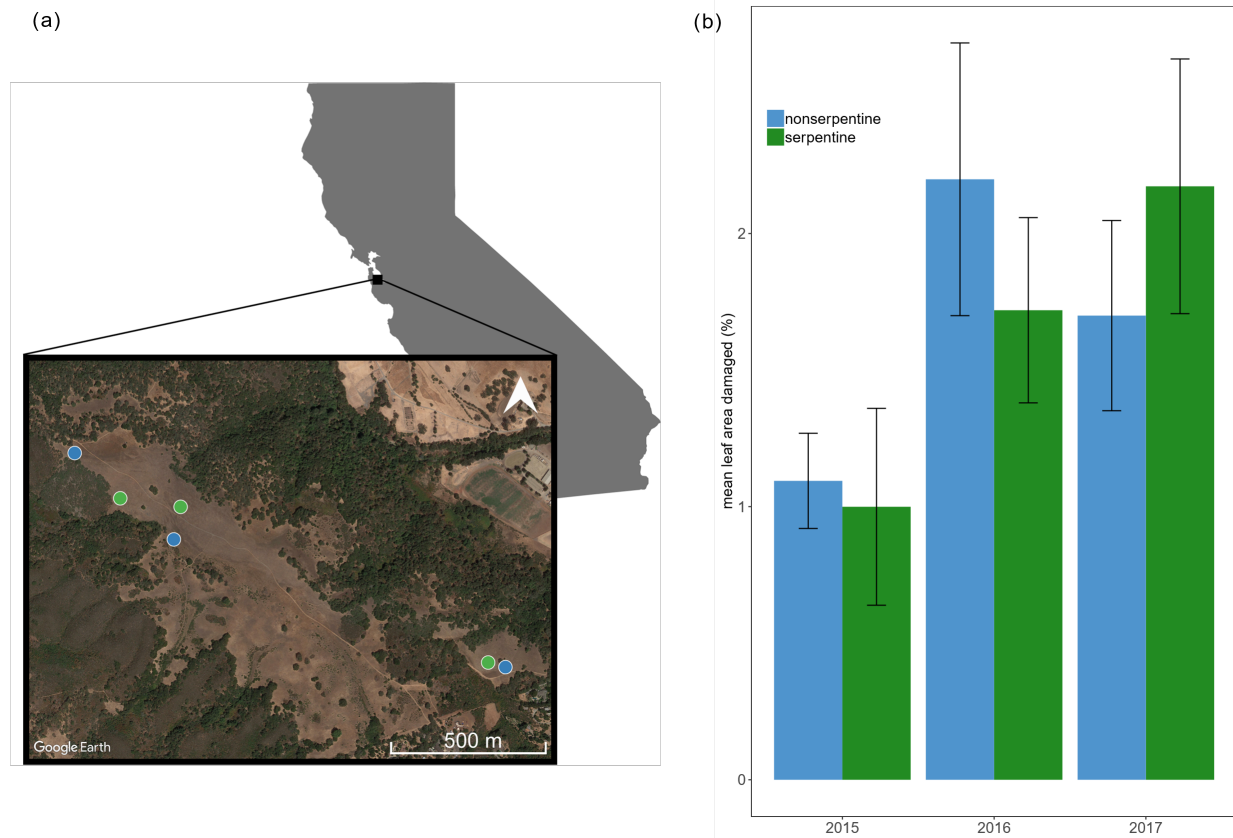 (a)
500 m
Google Earth
(b)
nonserpentine
serpentine
mean leaf area damaged (%)
2
1
0
2015 2016 2017